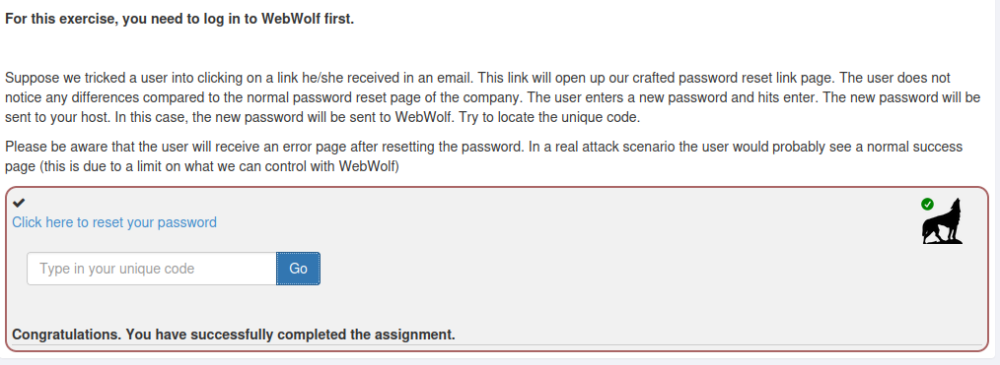 For this exercise, you need to log in to WebWolf first.
Suppose we tricked a user into clicking on a link he/she received in an email. This link will open up our crafted password reset link page. The user does not
notice any differences compared to the normal password reset page of the company. The user enters a new password and hits enter. The new password will be
sent to your host. In this case, the new password will be sent to WebWolf. Try to locate the unique code.
Please be aware that the user will receive an error page after resetting the password. In a real attack scenario the user would probably see a normal success
page (this is due to a limit on what we can control with WebWolf)
Click here to reset your password
Type in your unique code
Go
Congratulations. You have successfully completed the assignment.